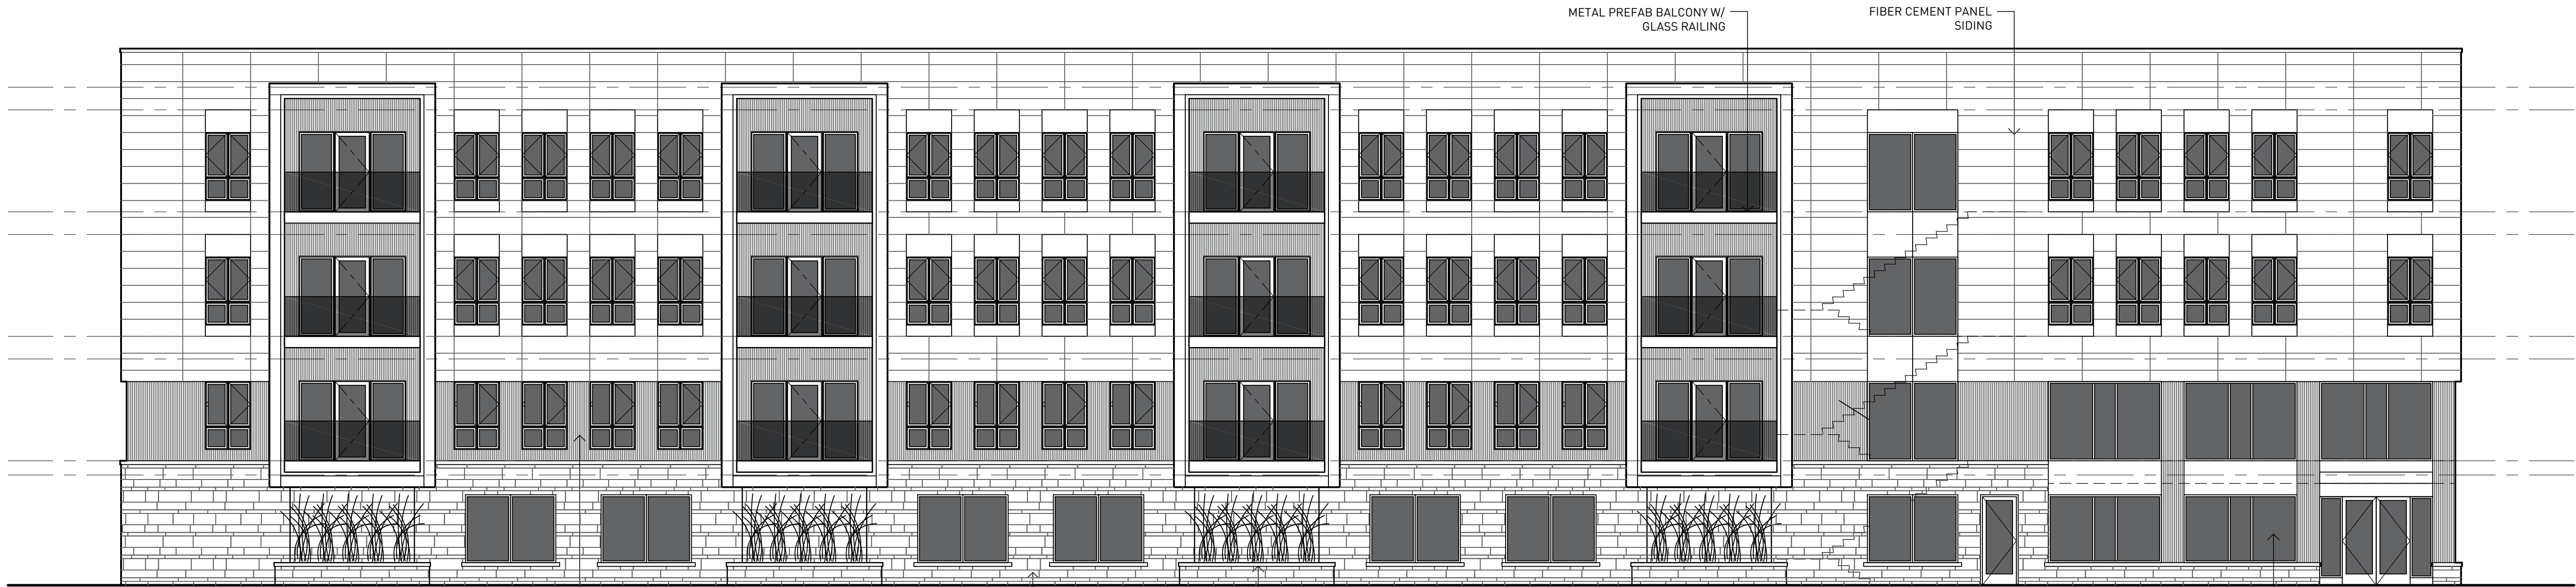 METAL PREFAB BALCONY W/
GLASS RAILING
FIBER CEMENT PANEL
SIDING